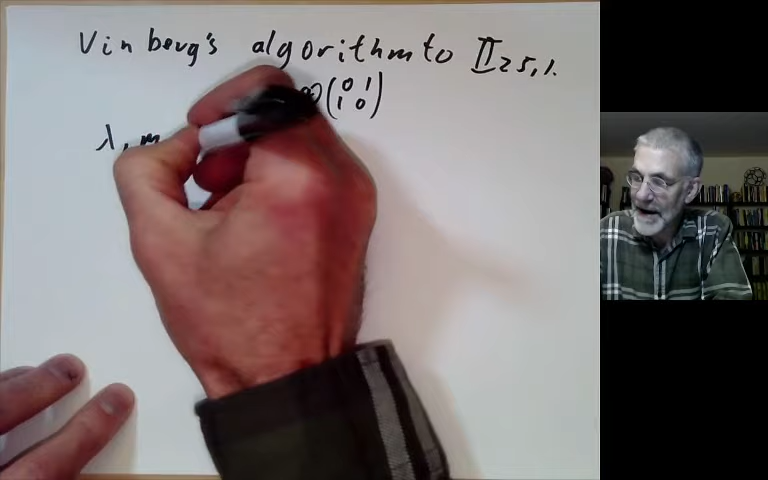 Vinberg's algorithm to II₂₅,₁.
⊕(0 1
1 0)
λ, m